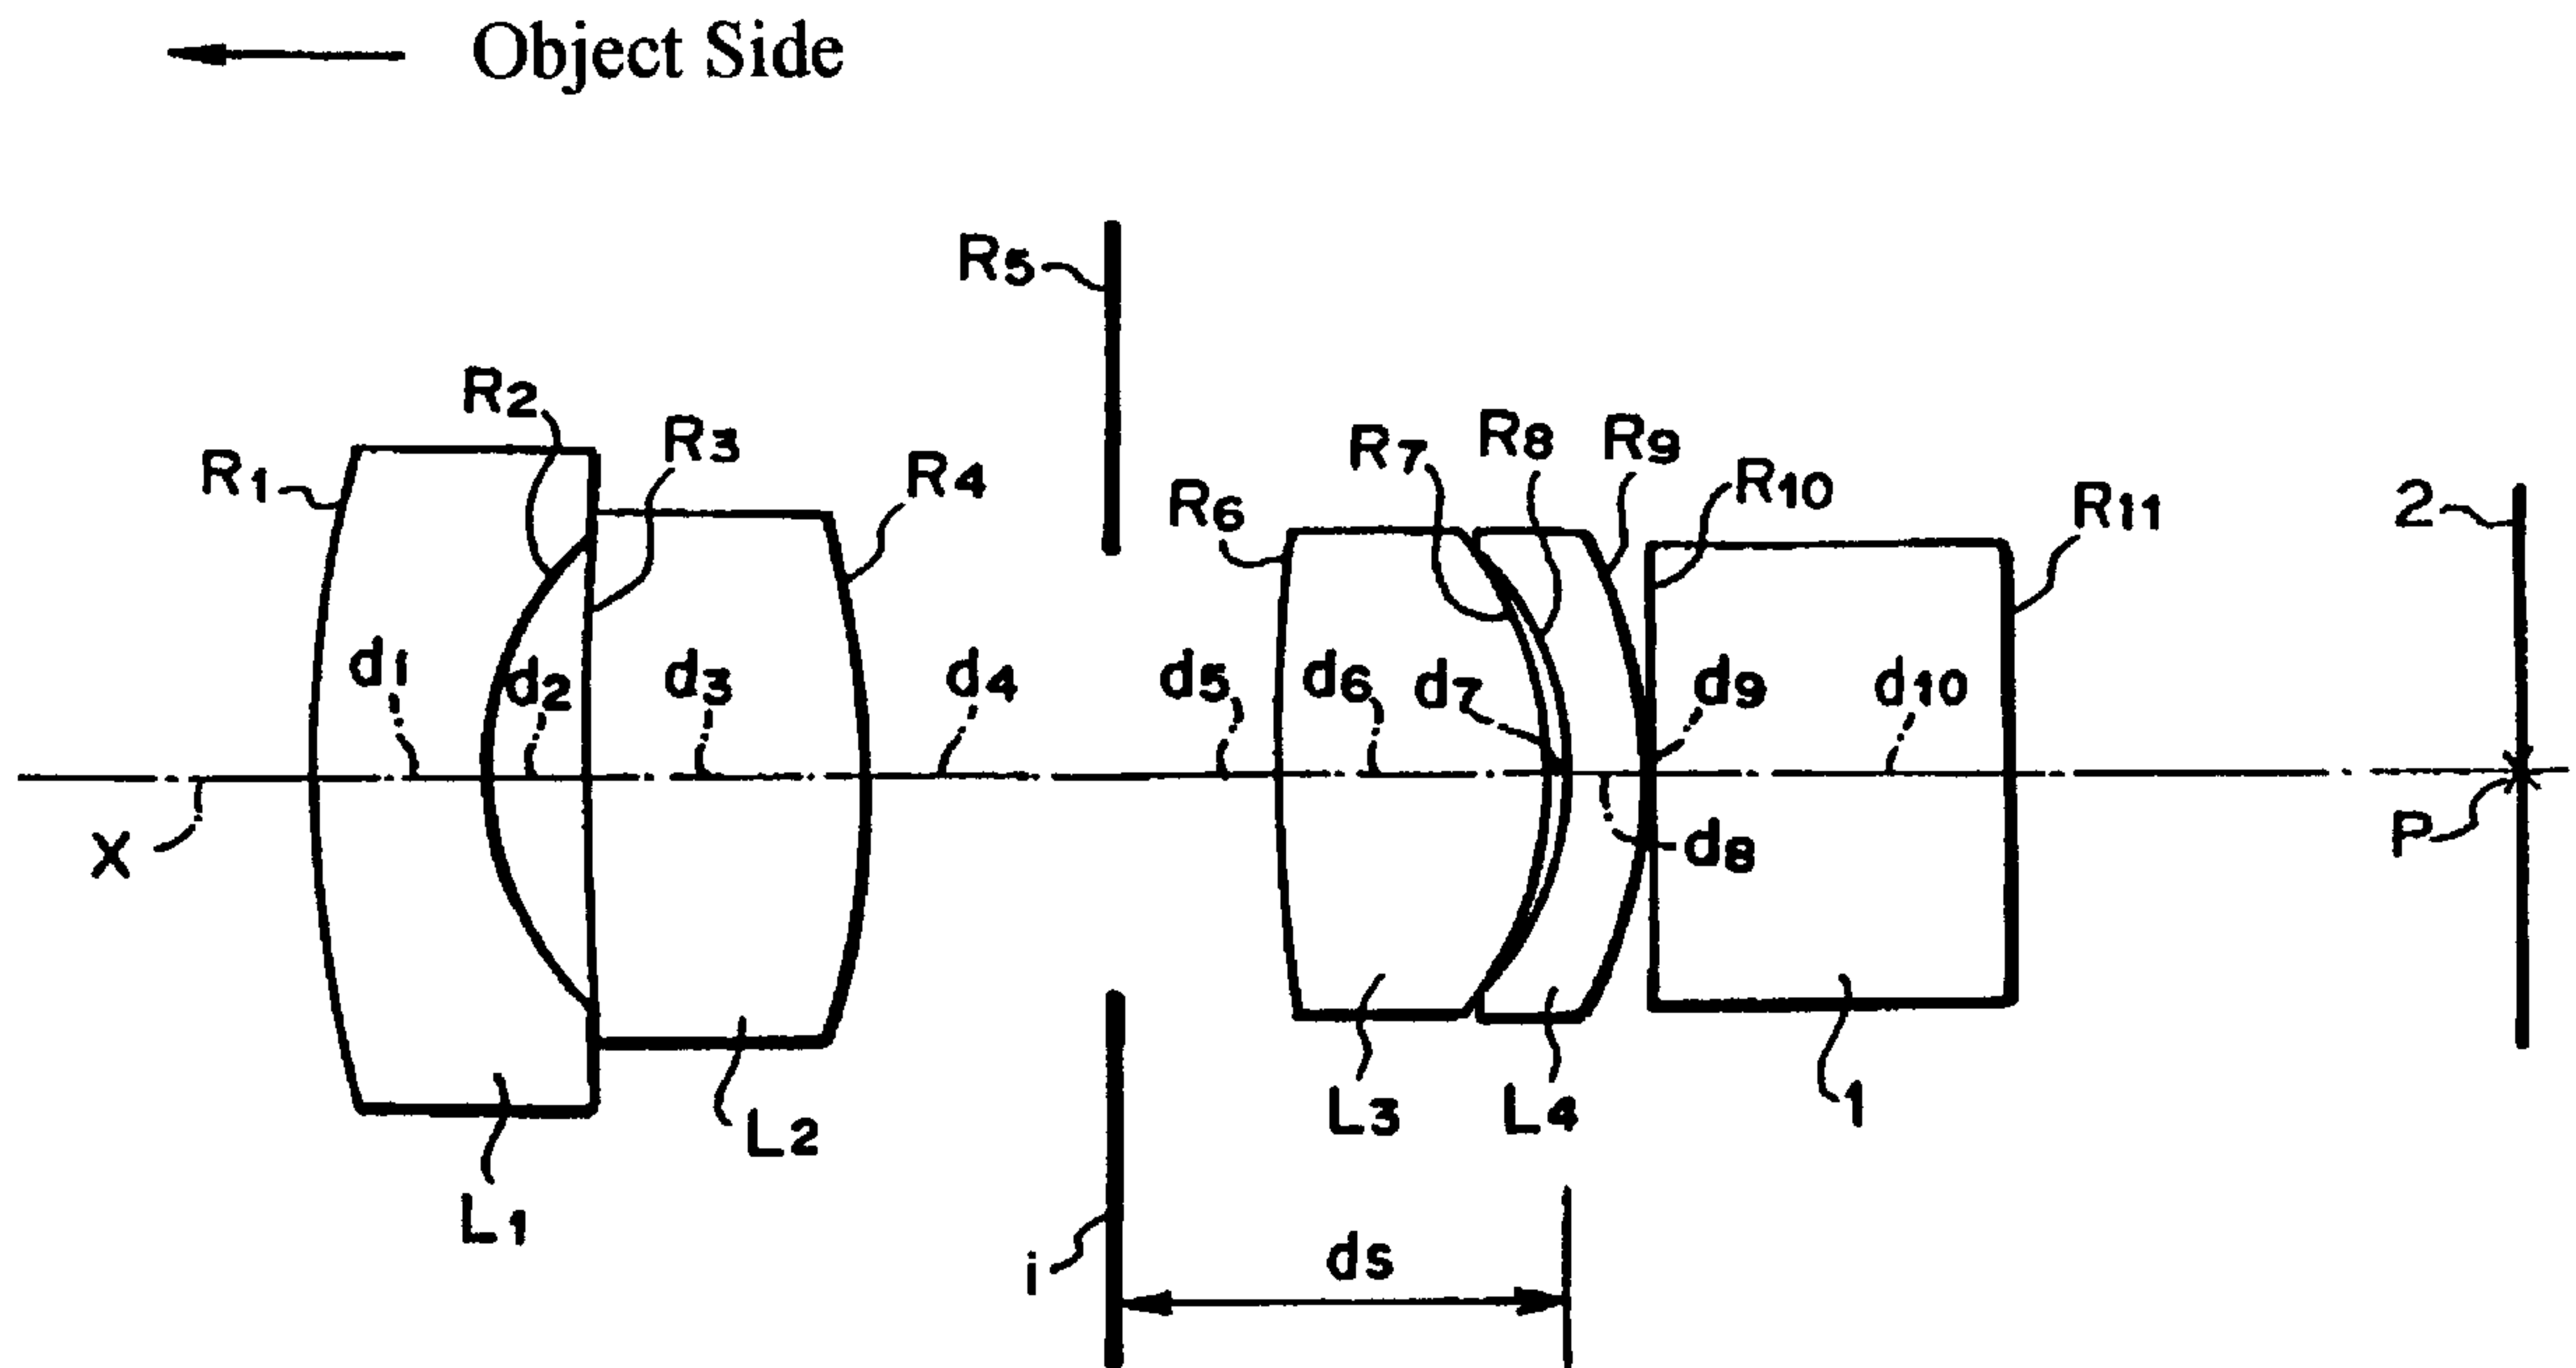 Object Side
R5
R2
R3
R1
R4
R7
R8
R9
R6
R10
R11
2
d1
d2
d3
d4
d5
d6
d7
d9
d10
X
d8
P
L1
L2
L3
L4
1
i
ds